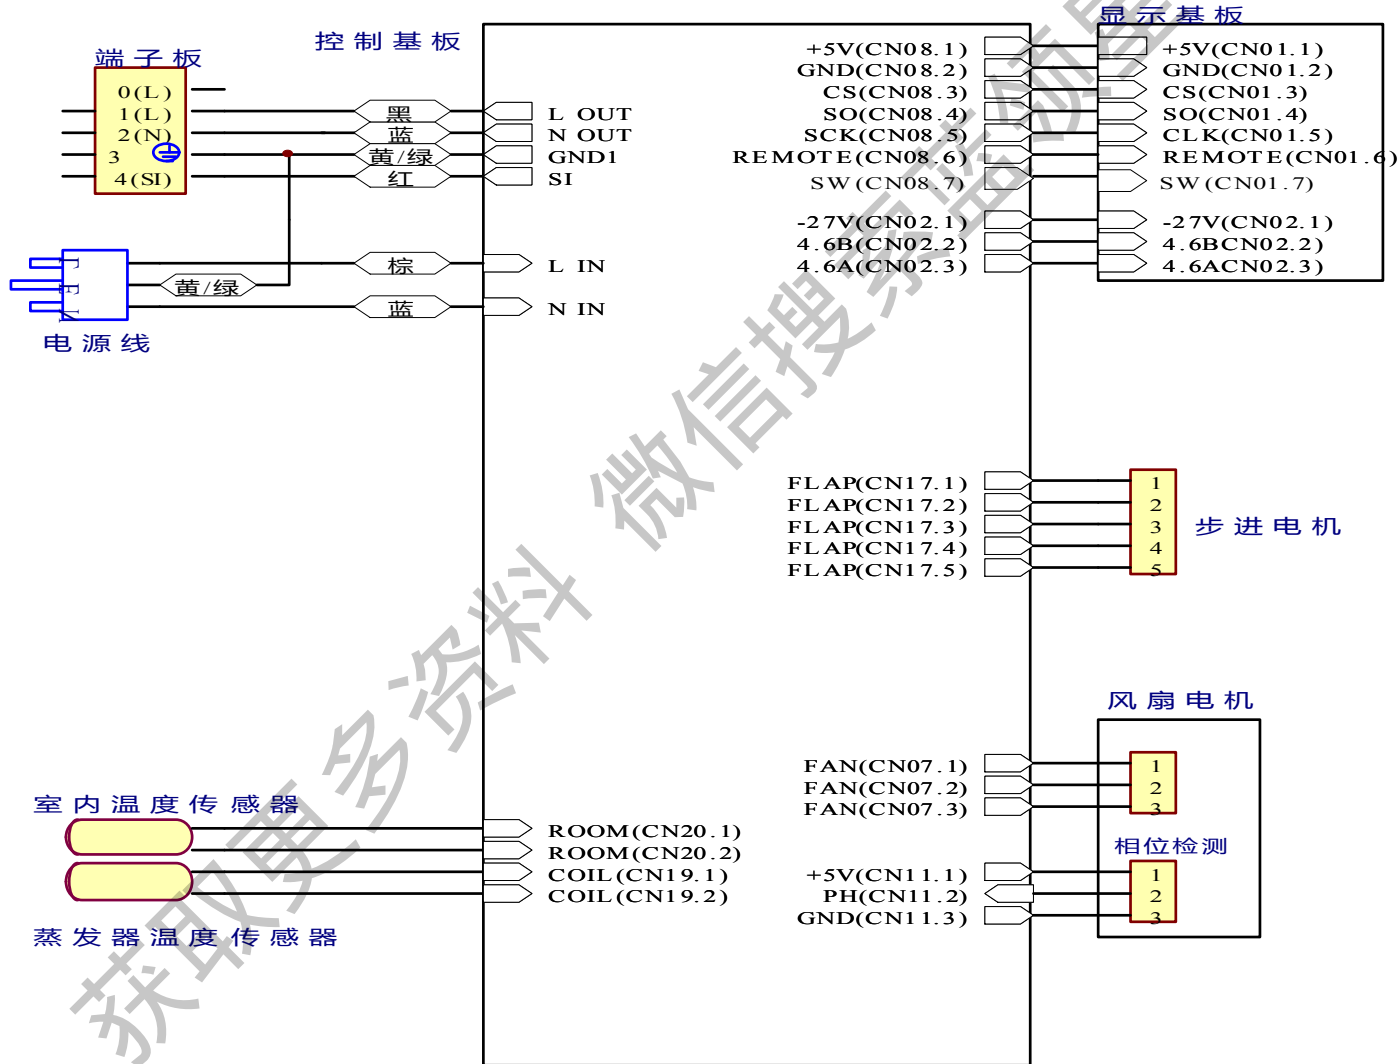 显示基板
控制基板
端子板
0(L)
1(L)
2(N)
3
4(SI)
黑
蓝
黄/绿
红
L OUT
N OUT
GND1
SI
+5V(CN08.1)
GND(CN08.2)
CS(CN08.3)
SO(CN08.4)
SCK(CN08.5)
REMOTE(CN08.6)
SW(CN08.7)
-27V(CN02.1)
4.6B(CN02.2)
4.6A(CN02.3)
+5V(CN01.1)
GND(CN01.2)
CS(CN01.3)
SO(CN01.4)
CLK(CN01.5)
REMOTE(CN01.6)
SW(CN01.7)
-27V(CN02.1)
4.6BCN02.2)
4.6ACN02.3)
L
E
N
棕
黄/绿
蓝
L IN
N IN
电源线
FLAP(CN17.1)
FLAP(CN17.2)
FLAP(CN17.3)
FLAP(CN17.4)
FLAP(CN17.5)
1
2
3
4
5
步进电机
风扇电机
FAN(CN07.1)
FAN(CN07.2)
FAN(CN07.3)
1
2
3
室内温度传感器
ROOM(CN20.1)
ROOM(CN20.2)
COIL(CN19.1)
COIL(CN19.2)
蒸发器温度传感器
相位检测
+5V(CN11.1)
PH(CN11.2)
GND(CN11.3)
1
2
3
获取更多资料 微信搜索蓝领星